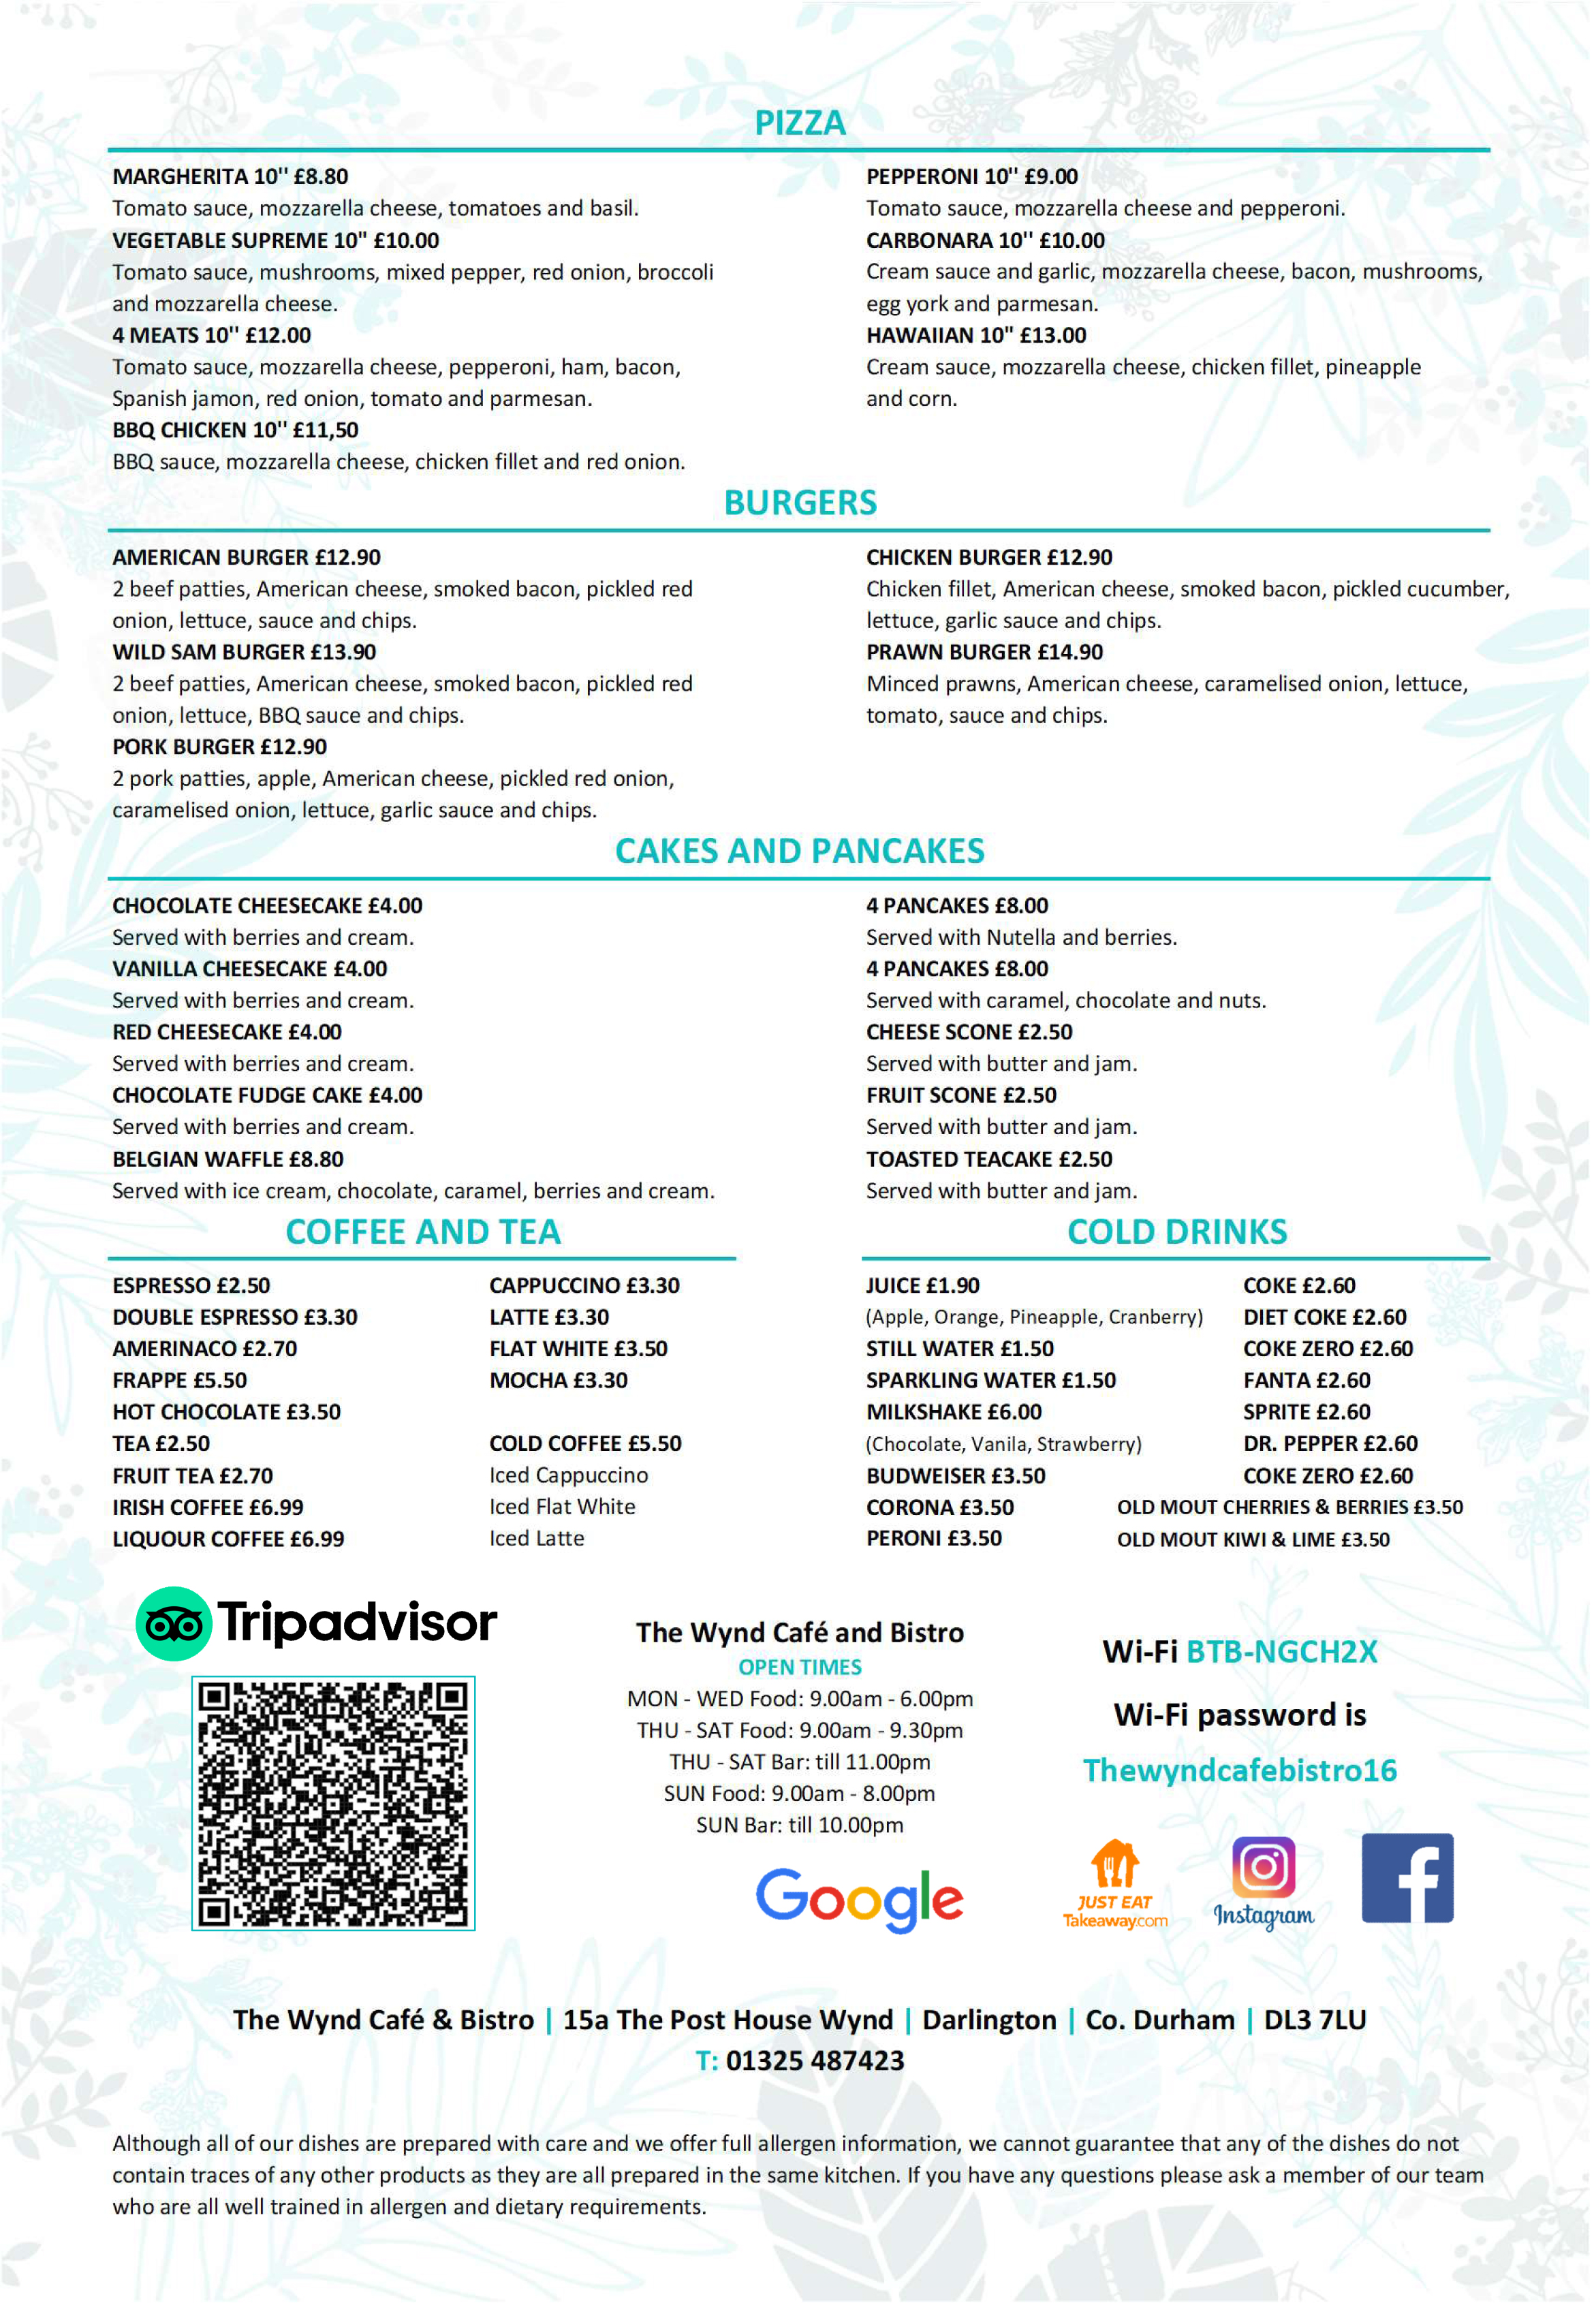 PIZZA
MARGHERITA 10'' £8.80
Tomato sauce, mozzarella cheese, tomatoes and basil.
VEGETABLE SUPREME 10" £10.00
Tomato sauce, mushrooms, mixed pepper, red onion, broccoli
and mozzarella cheese.
4 MEATS 10'' £12.00
Tomato sauce, mozzarella cheese, pepperoni, ham, bacon,
Spanish jamon, red onion, tomato and parmesan.
BBQ CHICKEN 10'' £11,50
BBQ sauce, mozzarella cheese, chicken fillet and red onion.
PEPPERONI 10'' £9.00
Tomato sauce, mozzarella cheese and pepperoni.
CARBONARA 10'' £10.00
Cream sauce and garlic, mozzarella cheese, bacon, mushrooms,
egg york and parmesan.
HAWAIIAN 10" £13.00
Cream sauce, mozzarella cheese, chicken fillet, pineapple
and corn.
BURGERS
AMERICAN BURGER £12.90
2 beef patties, American cheese, smoked bacon, pickled red
onion, lettuce, sauce and chips.
WILD SAM BURGER £13.90
2 beef patties, American cheese, smoked bacon, pickled red
onion, lettuce, BBQ sauce and chips.
PORK BURGER £12.90
2 pork patties, apple, American cheese, pickled red onion,
caramelised onion, lettuce, garlic sauce and chips.
CHICKEN BURGER £12.90
Chicken fillet, American cheese, smoked bacon, pickled cucumber,
lettuce, garlic sauce and chips.
PRAWN BURGER £14.90
Minced prawns, American cheese, caramelised onion, lettuce,
tomato, sauce and chips.
CAKES AND PANCAKES
CHOCOLATE CHEESECAKE £4.00
Served with berries and cream.
VANILLA CHEESECAKE £4.00
Served with berries and cream.
RED CHEESECAKE £4.00
Served with berries and cream.
CHOCOLATE FUDGE CAKE £4.00
Served with berries and cream.
BELGIAN WAFFLE £8.80
Served with ice cream, chocolate, caramel, berries and cream.
4 PANCAKES £8.00
Served with Nutella and berries.
4 PANCAKES £8.00
Served with caramel, chocolate and nuts.
CHEESE SCONE £2.50
Served with butter and jam.
FRUIT SCONE £2.50
Served with butter and jam.
TOASTED TEACAKE £2.50
Served with butter and jam.
COFFEE AND TEA
ESPRESSO £2.50
DOUBLE ESPRESSO £3.30
AMERINACO £2.70
FRAPPE £5.50
HOT CHOCOLATE £3.50
TEA £2.50
FRUIT TEA £2.70
IRISH COFFEE £6.99
LIQUOUR COFFEE £6.99
CAPPUCCINO £3.30
LATTE £3.30
FLAT WHITE £3.50
MOCHA £3.30
COLD COFFEE £5.50
Iced Cappuccino
Iced Flat White
Iced Latte
COLD DRINKS
JUICE £1.90
(Apple, Orange, Pineapple, Cranberry)
STILL WATER £1.50
SPARKLING WATER £1.50
MILKSHAKE £6.00
(Chocolate, Vanila, Strawberry)
BUDWEISER £3.50
CORONA £3.50
PERONI £3.50
COKE £2.60
DIET COKE £2.60
COKE ZERO £2.60
FANTA £2.60
SPRITE £2.60
DR. PEPPER £2.60
COKE ZERO £2.60
OLD MOUT CHERRIES & BERRIES £3.50
OLD MOUT KIWI & LIME £3.50
Tripadvisor
The Wynd Café and Bistro
OPEN TIMES
MON - WED Food: 9.00am - 6.00pm
THU - SAT Food: 9.00am - 9.30pm
THU - SAT Bar: till 11.00pm
SUN Food: 9.00am - 8.00pm
SUN Bar: till 10.00pm
Google
Wi-Fi BTB-NGCH2X
Wi-Fi password is
Thewyndcafebistro16
JUST EAT
Takeaway.com
Instagram
f
The Wynd Café & Bistro | 15a The Post House Wynd | Darlington | Co. Durham | DL3 7LU
T: 01325 487423
Although all of our dishes are prepared with care and we offer full allergen information, we cannot guarantee that any of the dishes do not
contain traces of any other products as they are all prepared in the same kitchen. If you have any questions please ask a member of our team
who are all well trained in allergen and dietary requirements.